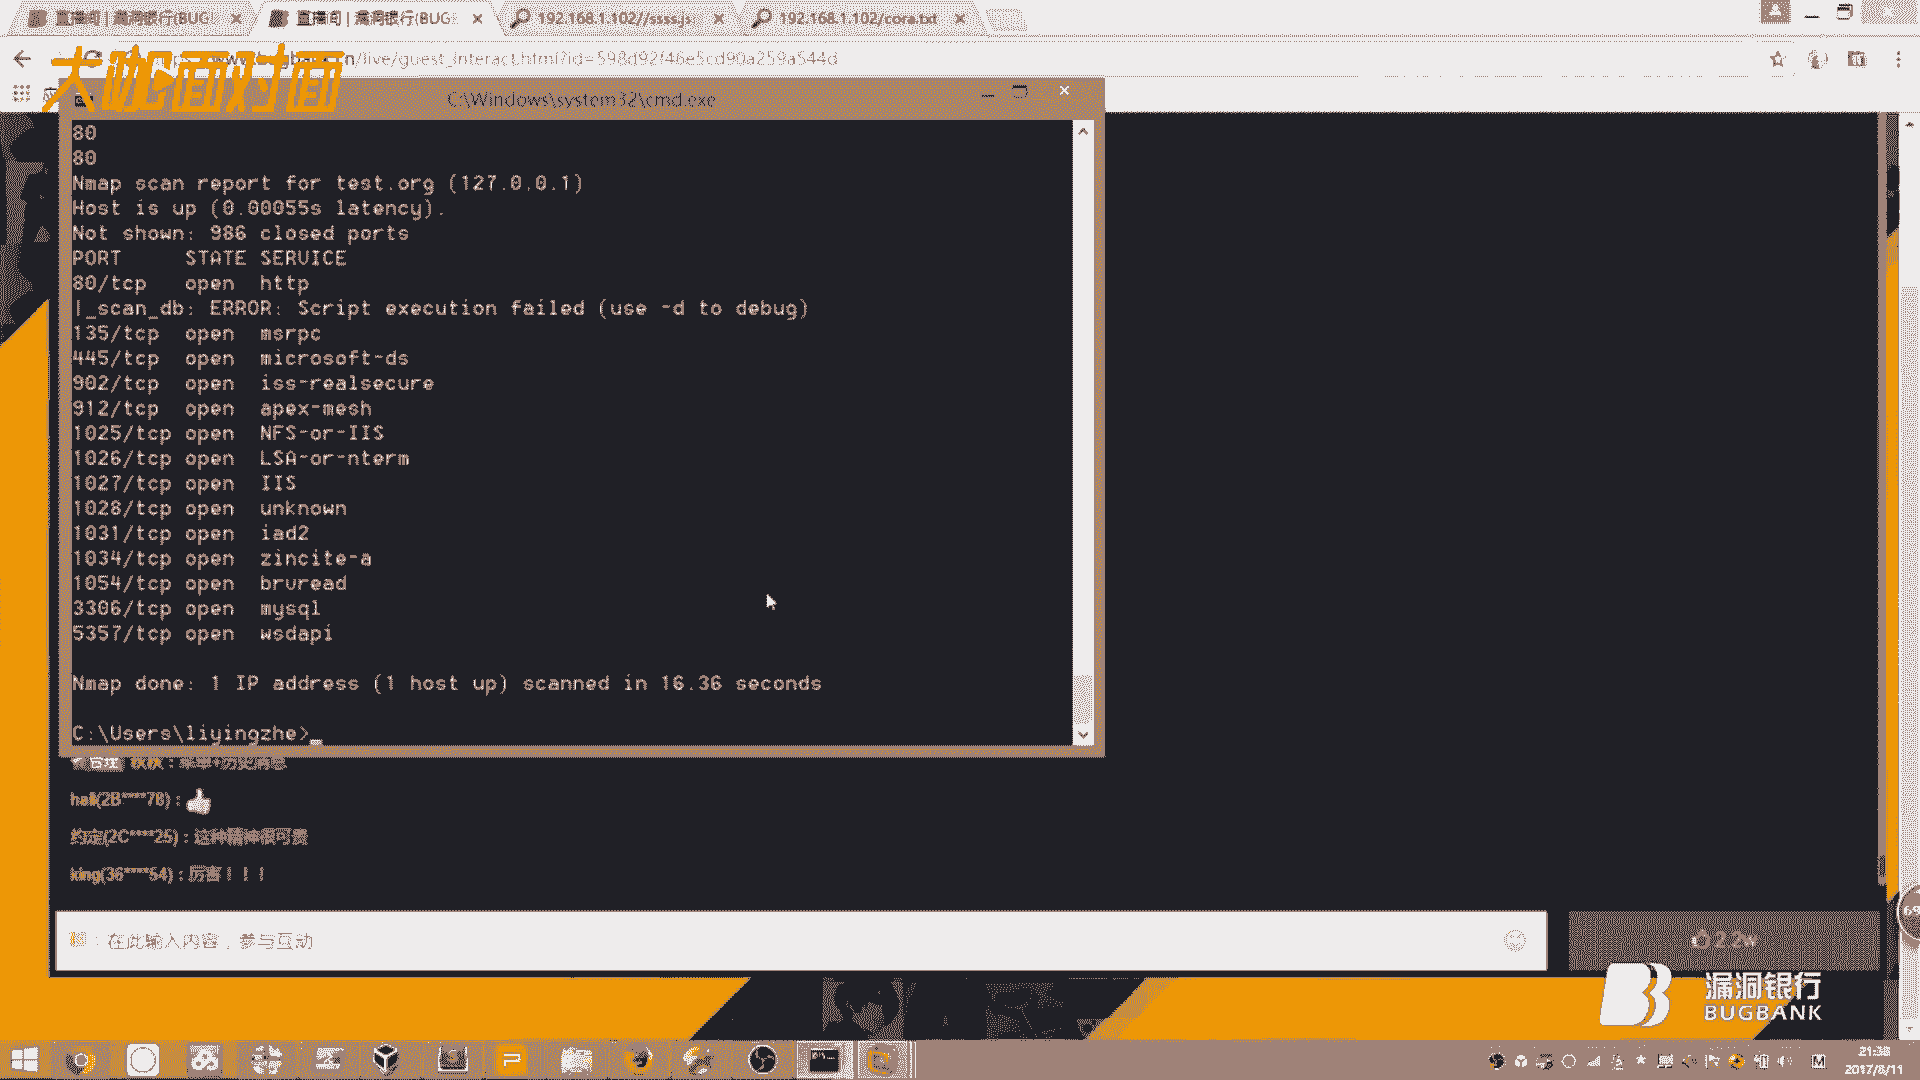 直播间 | 漏洞银行(BUG
直播间 | 漏洞银行(BUG
192.168.1.102//ssss.js
192.168.1.102/cora.txt
/live/guest_interact.html?id=598d92f46e5cd90a259a544d
大咖面对面
C:\Windows\system32\cmd.exe
80
80
Nmap scan report for test.org (127.0.0.1)
Host is up (0.00055s latency).
Not shown: 986 closed ports
PORT STATE SERVICE
80/tcp open http
|_scan_db: ERROR: Script execution failed (use -d to debug)
135/tcp open msrpc
445/tcp open microsoft-ds
902/tcp open iss-realsecure
912/tcp open apex-mesh
1025/tcp open NFS-or-IIS
1026/tcp open LSA-or-nterm
1027/tcp open IIS
1028/tcp open unknown
1031/tcp open iad2
1034/tcp open zincite-a
1054/tcp open brvread
3306/tcp open mysql
5357/tcp open wsdapi
Nmap done: 1 IP address (1 host up) scanned in 16.36 seconds
C:\Users\liyingzhe>_
hali(2B****78) :
约定(2C****25) : 这种精神很可贵
king(36****54) : 厉害！！！
在此输入内容，参与互动
2.2w
漏洞银行
BUGBANK
21:38
2017/8/11